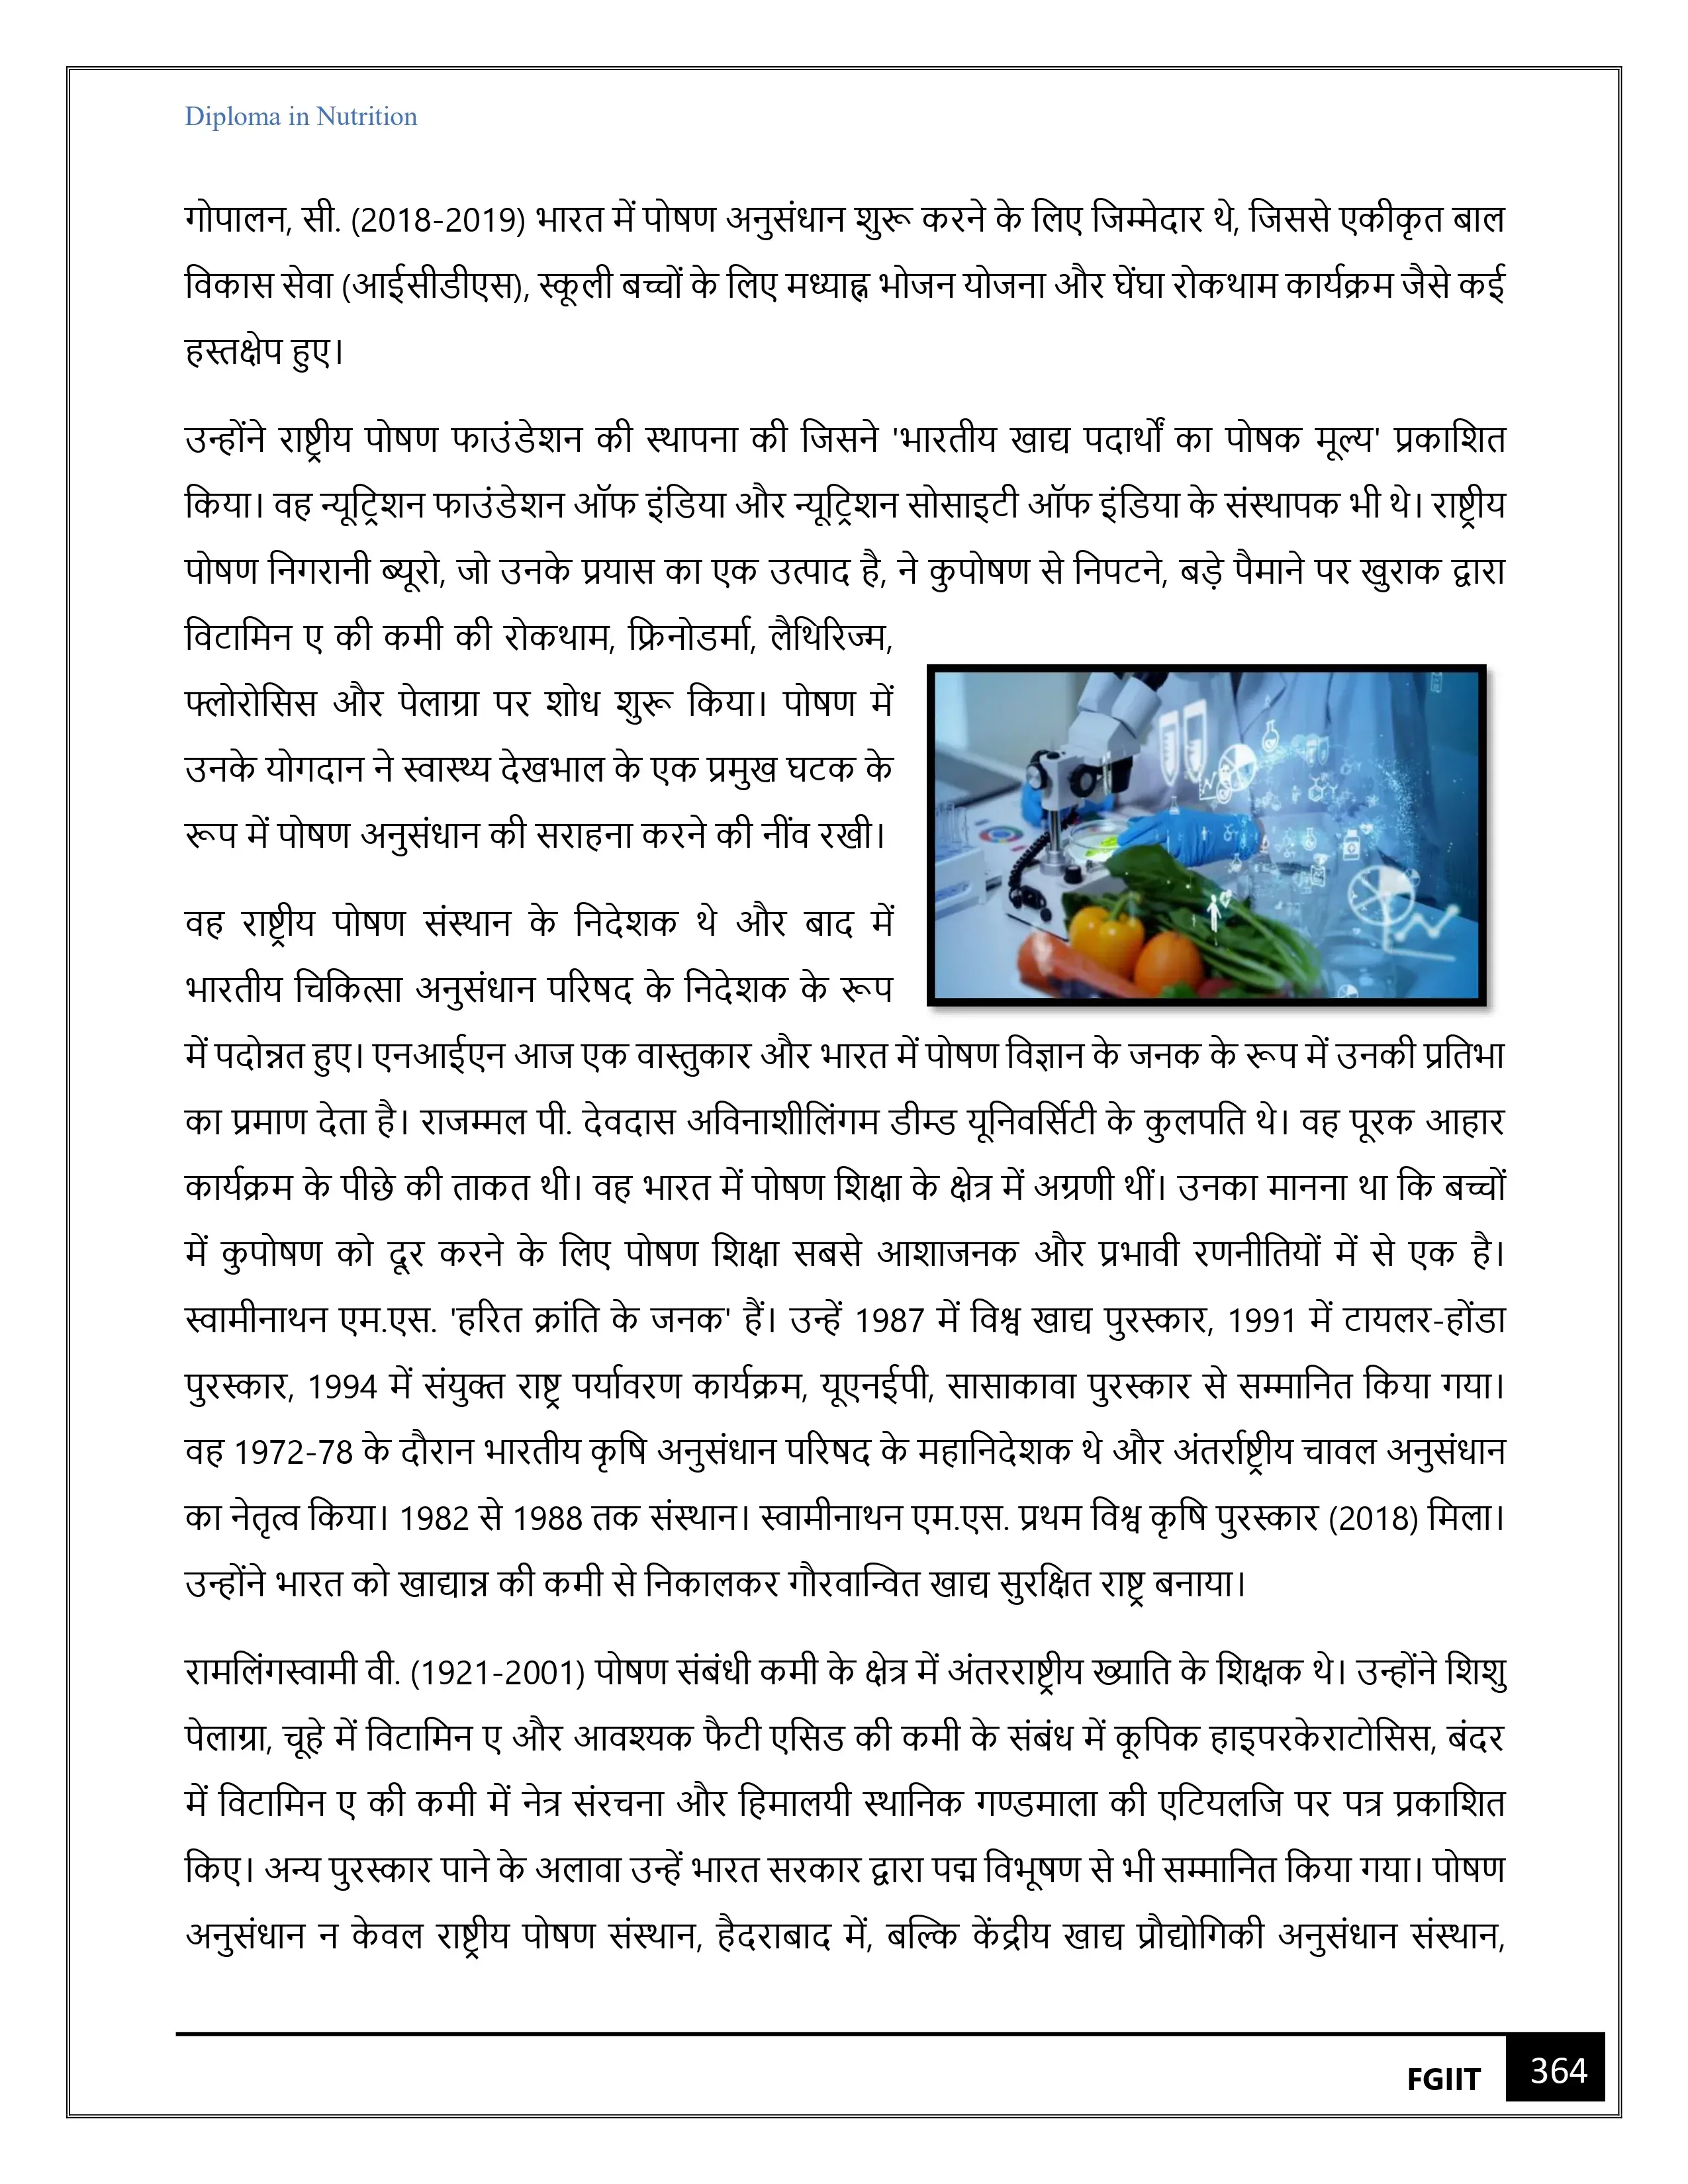 Diploma in Nutrition
गोपालन, सी. (2018-2019) भारत में पोषण अनुसंधान शुरू करने के लिए जिम्मेदार थे, जिससे एकीकृत बाल
विकास सेवा (आईसीडीएस), स्कूली बच्चों के लिए मध्याह्न भोजन योजना और घेंघा रोकथाम कार्यक्रम जैसे कई
हस्तक्षेप हुए।
उन्होंने राष्ट्रीय पोषण फाउंडेशन की स्थापना की जिसने 'भारतीय खाद्य पदार्थों का पोषक मूल्य' प्रकाशित
किया। वह न्यूट्रिशन फाउंडेशन ऑफ इंडिया और न्यूट्रिशन सोसाइटी ऑफ इंडिया के संस्थापक भी थे। राष्ट्रीय
पोषण निगरानी ब्यूरो, जो उनके प्रयास का एक उत्पाद है, ने कुपोषण से निपटने, बड़े पैमाने पर खुराक द्वारा
विटामिन ए की कमी की रोकथाम, फ्रिनोडर्मा, लैथिरिज्म,
फ्लोरोसिस और पेलाग्रा पर शोध शुरू किया। पोषण में
उनके योगदान ने स्वास्थ्य देखभाल के एक प्रमुख घटक के
रूप में पोषण अनुसंधान की सराहना करने की नींव रखी।
वह राष्ट्रीय पोषण संस्थान के निदेशक थे और बाद में
भारतीय चिकित्सा अनुसंधान परिषद के निदेशक के रूप
में पदोन्नत हुए। एनआईएन आज एक वास्तुकार और भारत में पोषण विज्ञान के जनक के रूप में उनकी प्रतिभा
का प्रमाण देता है। राजम्मल पी. देवदास अविनाशीलिंगम डीम्ड यूनिवर्सिटी के कुलपति थे। वह पूरक आहार
कार्यक्रम के पीछे की ताकत थी। वह भारत में पोषण शिक्षा के क्षेत्र में अग्रणी थीं। उनका मानना था कि बच्चों
में कुपोषण को दूर करने के लिए पोषण शिक्षा सबसे आशाजनक और प्रभावी रणनीतियों में से एक है।
स्वामीनाथन एम.एस. 'हरित क्रांति के जनक' हैं। उन्हें 1987 में विश्व खाद्य पुरस्कार, 1991 में टायलर-होंडा
पुरस्कार, 1994 में संयुक्त राष्ट्र पर्यावरण कार्यक्रम, यूएनईपी, सासाकावा पुरस्कार से सम्मानित किया गया।
वह 1972-78 के दौरान भारतीय कृषि अनुसंधान परिषद के महानिदेशक थे और अंतर्राष्ट्रीय चावल अनुसंधान
का नेतृत्व किया। 1982 से 1988 तक संस्थान। स्वामीनाथन एम.एस. प्रथम विश्व कृषि पुरस्कार (2018) मिला।
उन्होंने भारत को खाद्यान्न की कमी से निकालकर गौरवान्वित खाद्य सुरक्षित राष्ट्र बनाया।
रामलिंगस्वामी वी. (1921-2001) पोषण संबंधी कमी के क्षेत्र में अंतरराष्ट्रीय ख्याति के शिक्षक थे। उन्होंने शिशु
पेलाग्रा, चूहे में विटामिन ए और आवश्यक फैटी एसिड की कमी के संबंध में कूपिक हाइपरकेराटोसिस, बंदर
में विटामिन ए की कमी में नेत्र संरचना और हिमालयी स्थानिक गण्डमाला की एटियलजि पर पत्र प्रकाशित
किए। अन्य पुरस्कार पाने के अलावा उन्हें भारत सरकार द्वारा पद्म विभूषण से भी सम्मानित किया गया। पोषण
अनुसंधान न केवल राष्ट्रीय पोषण संस्थान, हैदराबाद में, बल्कि केंद्रीय खाद्य प्रौद्योगिकी अनुसंधान संस्थान,
FGIIT 364